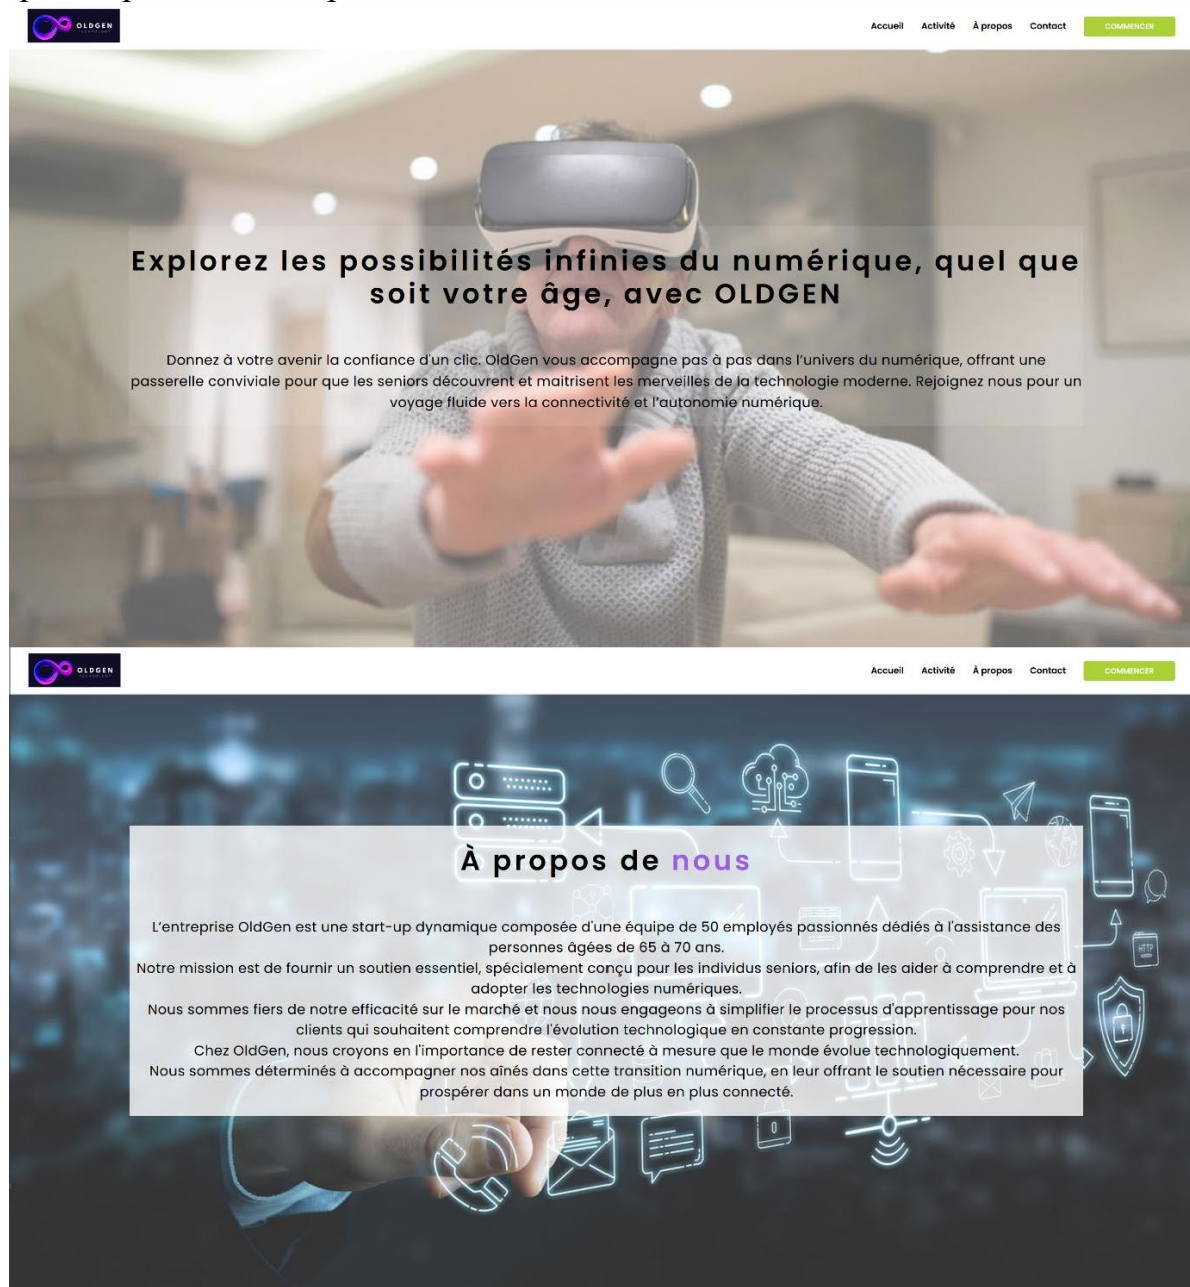 OLDGEN
Accueil Activité À propos Contact COMMENCER
Explorez les possibilités infinies du numérique, quel que
soit votre âge, avec OLDGEN
Donnez à votre avenir la confiance d'un clic. OldGen vous accompagne pas à pas dans l'univers du numérique, offrant une
passerelle conviviale pour que les seniors découvrent et maitrisent les merveilles de la technologie moderne. Rejoignez nous pour un
voyage fluide vers la connectivité et l'autonomie numérique.
OLDGEN
TECHNOLOGY
Accueil Activité À propos Contact COMMENCER
À propos de nous
L'entreprise OldGen est une start-up dynamique composée d'une équipe de 50 employés passionnés dédiés à l'assistance des
personnes âgées de 65 à 70 ans.
Notre mission est de fournir un soutien essentiel, spécialement conçu pour les individus seniors, afin de les aider à comprendre et à
adopter les technologies numériques.
Nous sommes fiers de notre efficacité sur le marché et nous nous engageons à simplifier le processus d'apprentissage pour nos
clients qui souhaitent comprendre l'évolution technologique en constante progression.
Chez OldGen, nous croyons en l'importance de rester connecté à mesure que le monde évolue technologiquement.
Nous sommes déterminés à accompagner nos aînés dans cette transition numérique, en leur offrant le soutien nécessaire pour
prospérer dans un monde de plus en plus connecté.
HTTP